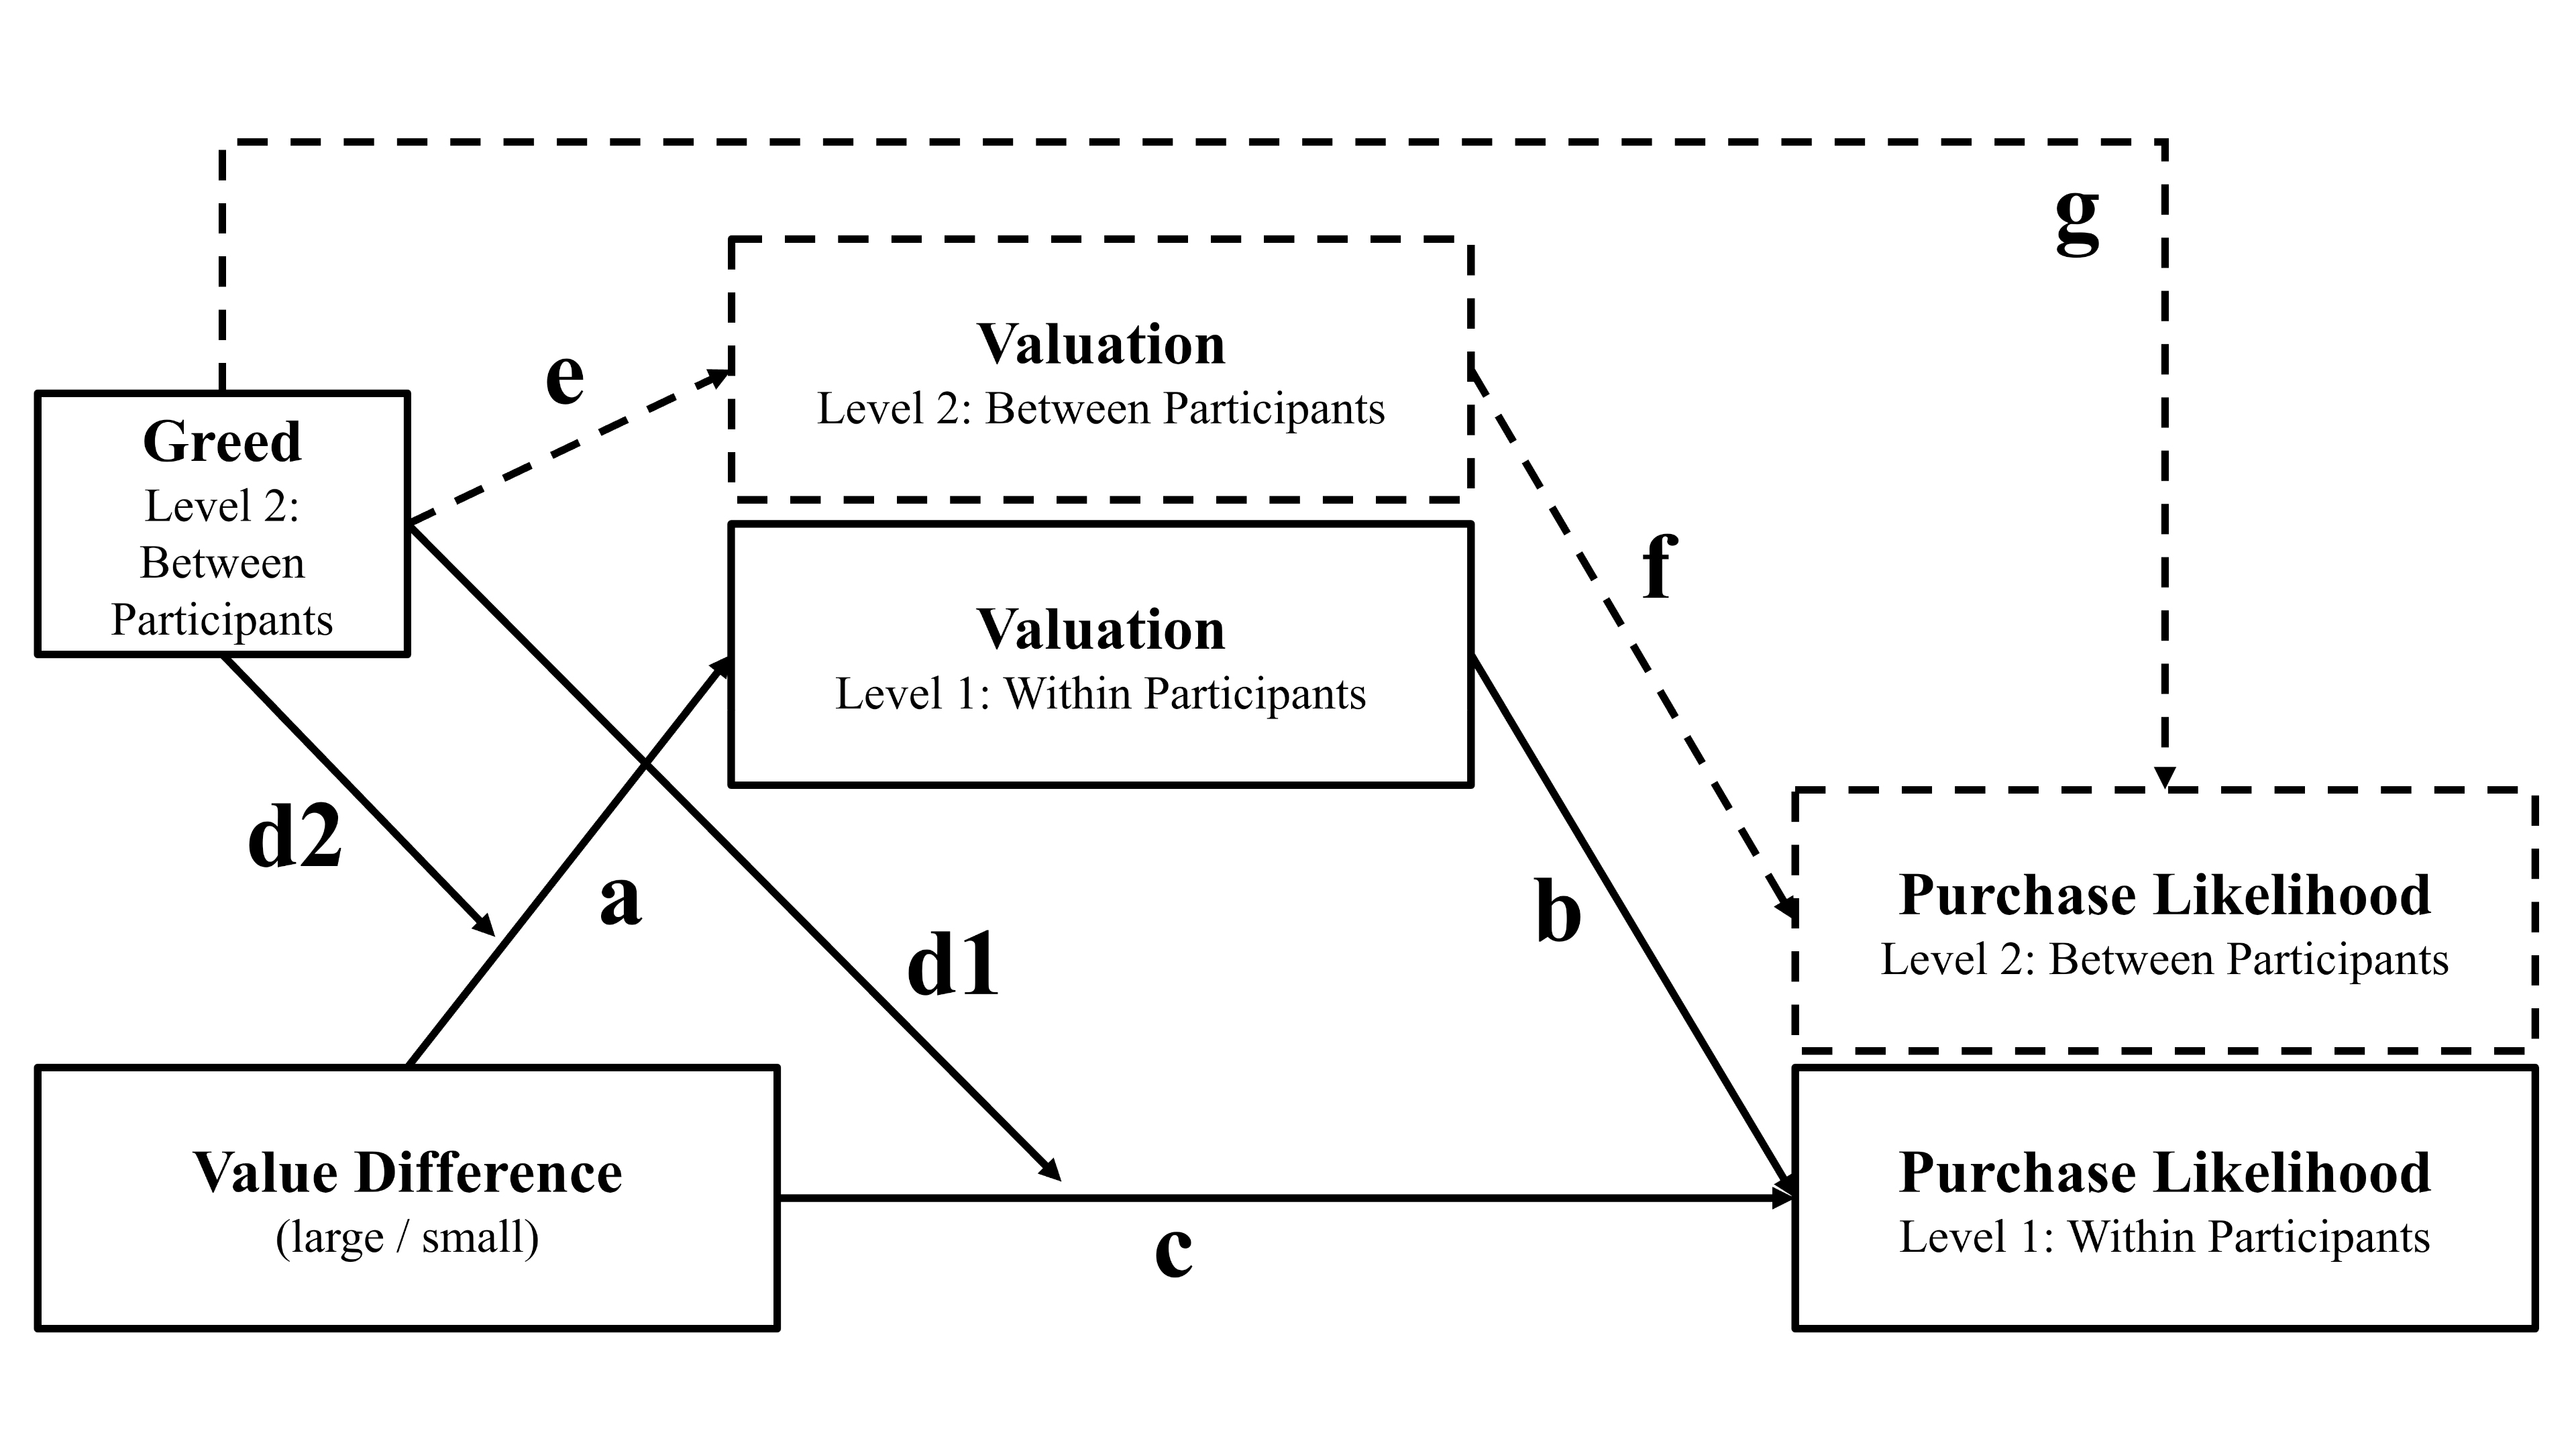 g
Valuation
Level 2: Between Participants
e
Greed
Level 2:
Between
Participants
f
Valuation
Level 1: Within Participants
d2
a
d1
b
Purchase Likelihood
Level 2: Between Participants
Value Difference
(large / small)
c
Purchase Likelihood
Level 1: Within Participants